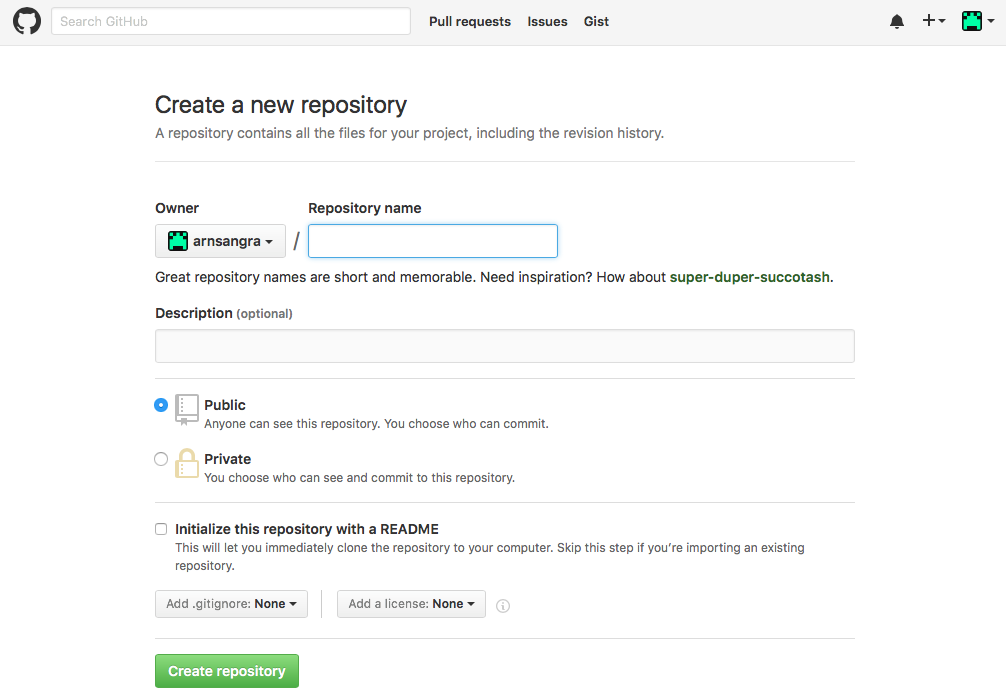 Search GitHub Pull requests Issues Gist
Create a new repository
A repository contains all the files for your project, including the revision history.
Owner Repository name
arnsangra / 
Great repository names are short and memorable. Need inspiration? How about super-duper-succotash.
Description (optional)
Public
Anyone can see this repository. You choose who can commit.
Private
You choose who can see and commit to this repository.
Initialize this repository with a README
This will let you immediately clone the repository to your computer. Skip this step if you’re importing an existing
repository.
Add .gitignore: None Add a license: None
Create repository